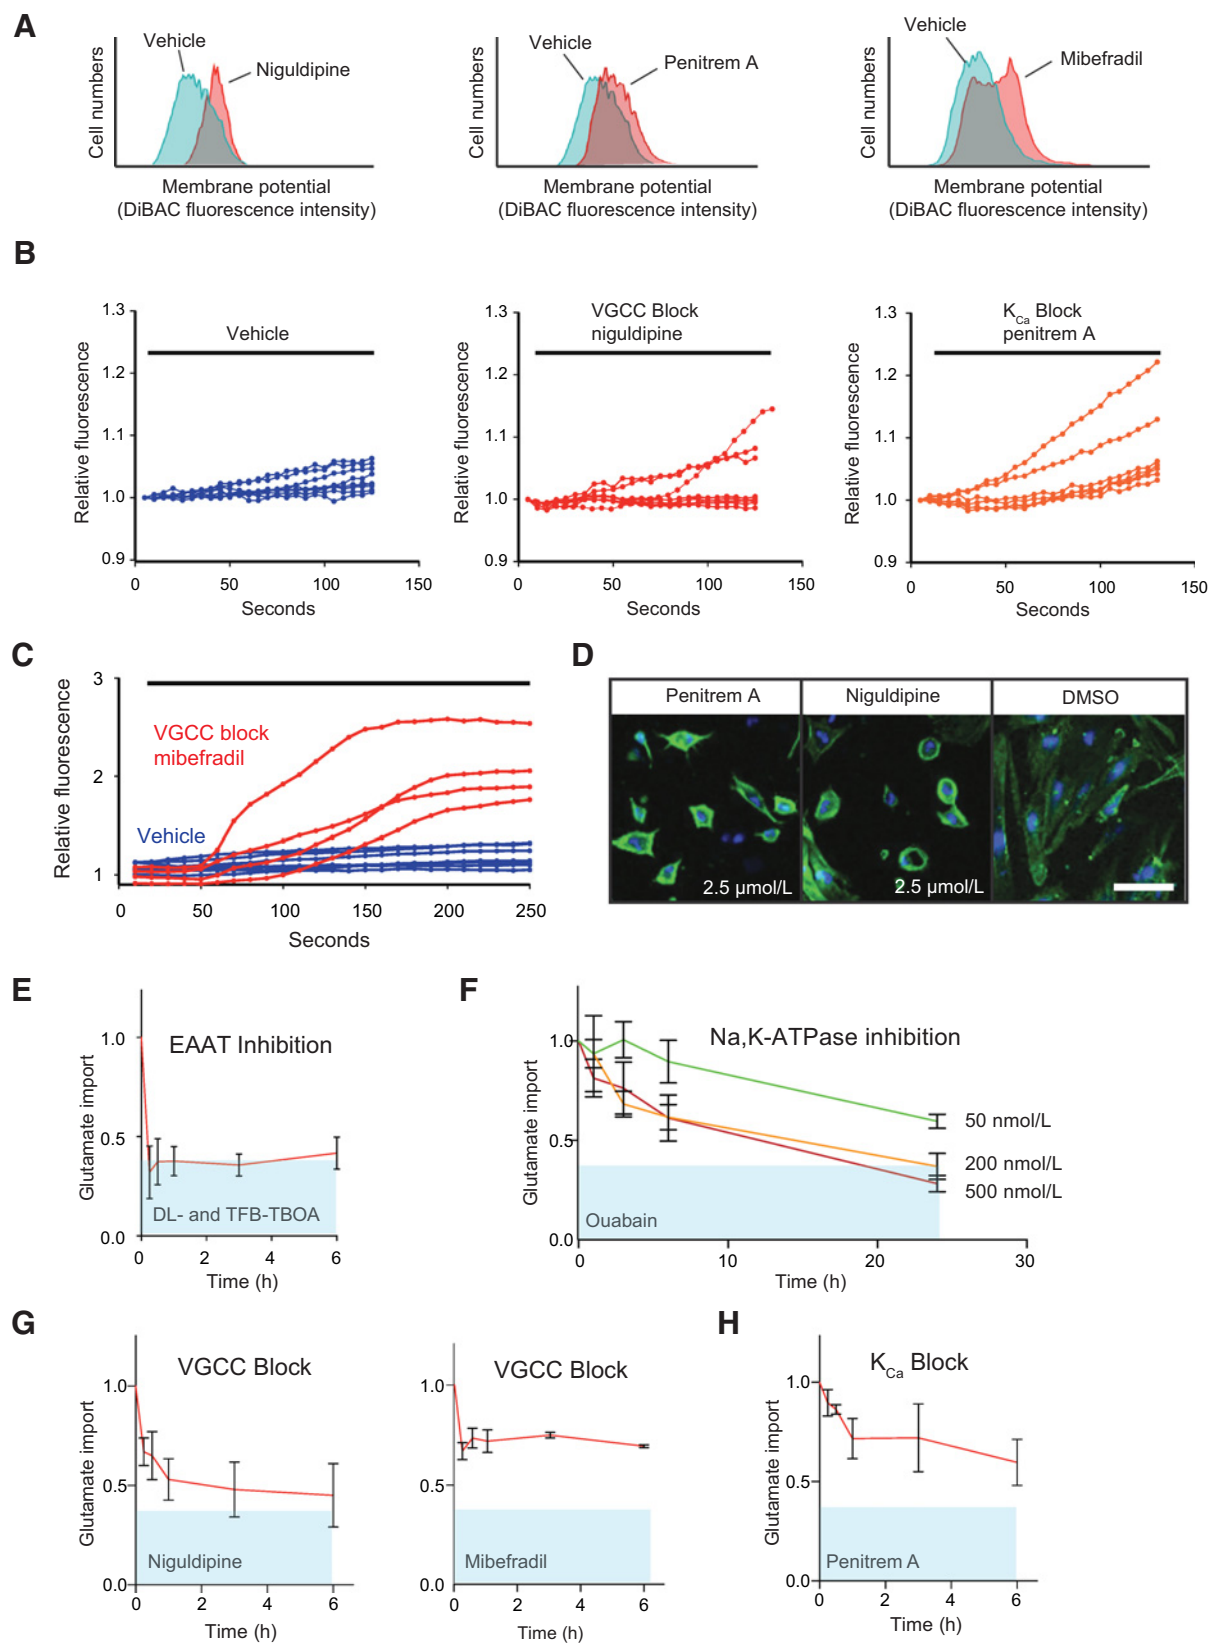 A
Vehicle
Niguldipine
Cell numbers
Membrane potential
(DiBAC fluorescence intensity)
Vehicle
Penitrem A
Cell numbers
Membrane potential
(DiBAC fluorescence intensity)
Vehicle
Mibefradil
Cell numbers
Membrane potential
(DiBAC fluorescence intensity)
B
Vehicle
Relative fluorescence
1.3
1.2
1.1
1.0
0.9
0 50 100 150
Seconds
VGCC Block
niguldipine
Relative fluorescence
1.3
1.2
1.1
1.0
0.9
0 50 100 150
Seconds
KCa Block
penitrem A
Relative fluorescence
1.3
1.2
1.1
1.0
0.9
0 50 100 150
Seconds
C
Relative fluorescence
3
2
1
VGCC block
mibefradil
Vehicle
0 50 100 150 200 250
Seconds
D
Penitrem A Niguldipine DMSO
2.5 µmol/L 2.5 µmol/L
E
EAAT Inhibition
Glutamate import
1.0
0.5
0.0
DL- and TFB-TBOA
0 2 4 6
Time (h)
F
Na,K-ATPase inhibition
Glutamate import
1.0
0.5
0.0
50 nmol/L
200 nmol/L
500 nmol/L
Ouabain
0 10 20 30
Time (h)
G
VGCC Block
Glutamate import
1.0
0.5
0.0
Niguldipine
0 2 4 6
Time (h)
VGCC Block
1.0
0.5
0.0
Mibefradil
0 2 4 6
Time (h)
H
KCa Block
Glutamate import
1.0
0.5
0.0
Penitrem A
0 2 4 6
Time (h)